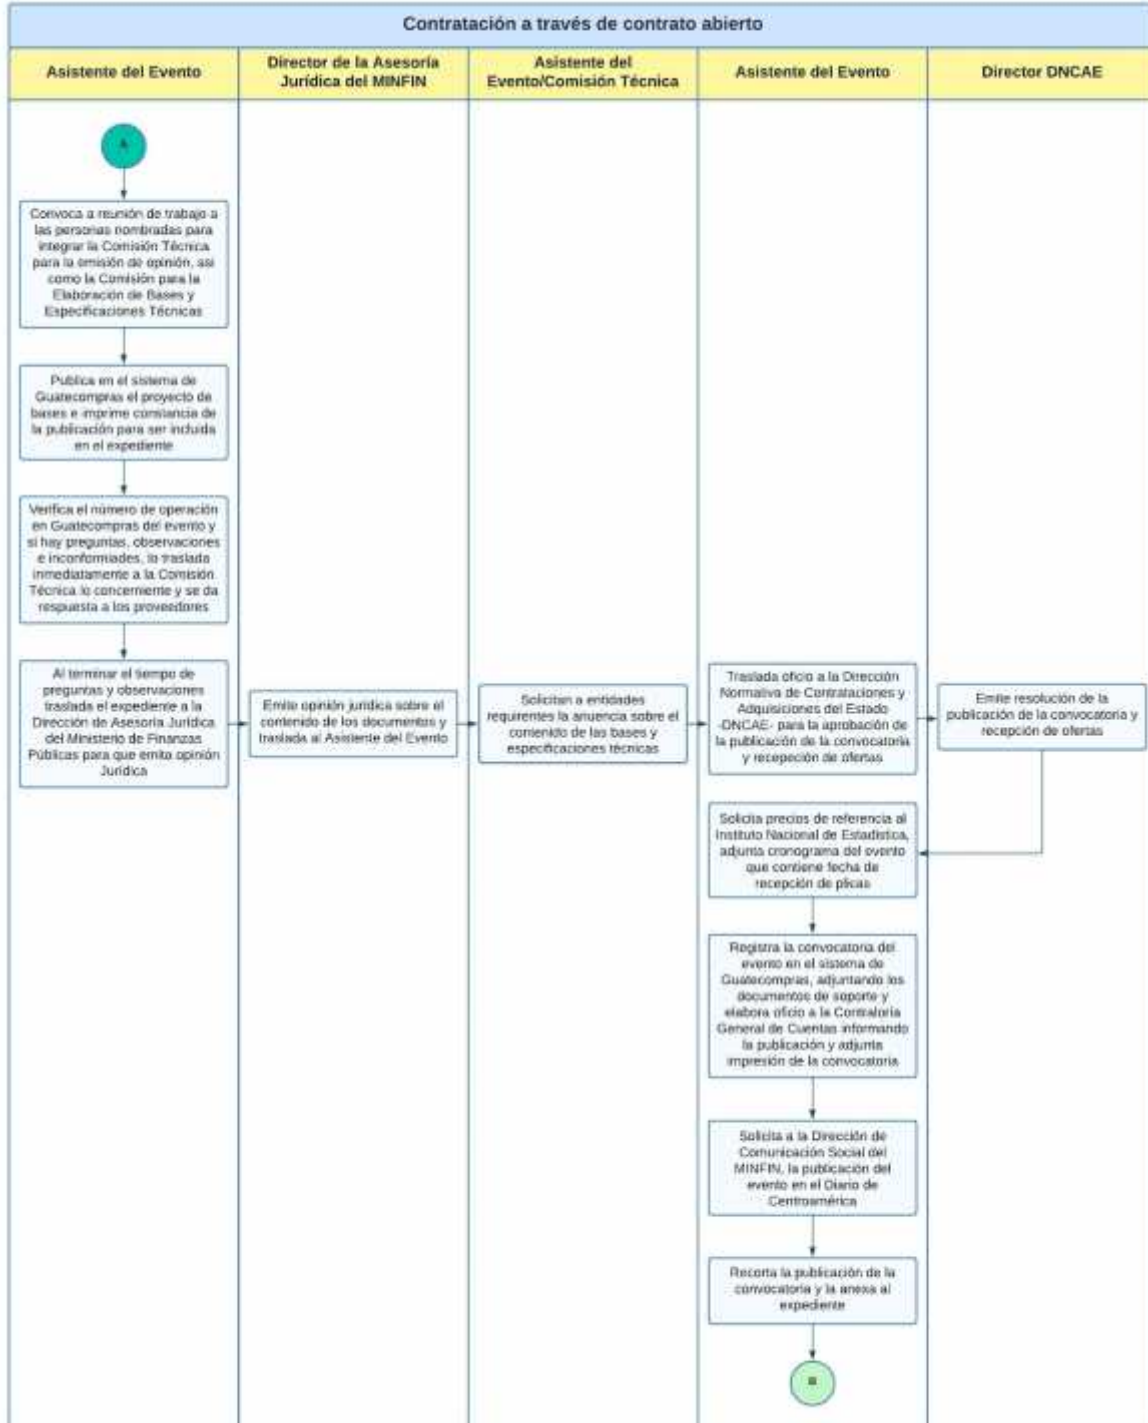 Contratación a través de contrato abierto
Asistente del Evento
Director de la Asesoría
Jurídica del MINFIN
Asistente del
Evento/Comisión Técnica
Asistente del Evento
Director DNCAE
A
Convoca a reunión de trabajo a
las personas nombradas para
integrar la Comisión Técnica
para la emisión de opinión, así
como la Comisión para la
Elaboración de Bases y
Especificaciones Técnicas
Publica en el sistema de
Guatecompras el proyecto de
bases e imprime constancia de
la publicación para ser incluida
en el expediente
Verifica el número de operación
en Guatecompras del evento y
si hay preguntas, observaciones
e inconformiades, lo traslada
inmediatamente a la Comisión
Técnica lo concerniente y se da
respuesta a los proveedores
Al terminar el tiempo de
preguntas y observaciones
traslada el expediente a la
Dirección de Asesoría Jurídica
del Ministerio de Finanzas
Públicas para que emita opinión
Jurídica
Emite opinión jurídica sobre el
contenido de los documentos y
traslada al Asistente del Evento
Solicitan a entidades
requirentes la anuencia sobre el
contenido de las bases y
especificaciones técnicas
Traslada oficio a la Dirección
Normativa de Contrataciones y
Adquisiciones del Estado
-DNCAE- para la aprobación de
la publicación de la convocatoria
y recepeción de ofertas
Emite resolución de la
publicación de la convocatoria y
recepción de ofertas
Solicita precios de referencia al
Instituto Nacional de Estadística,
adjunta cronograma del evento
que contiene fecha de
recepción de plicas
Registra la convocatoria del
evento en el sistema de
Guatecompras, adjuntando los
documentos de soporte y
elabora oficio a la Contraloría
General de Cuentas informando
la publicación y adjunta
impresión de la convocatoria
Solicita a la Dirección de
Comunicación Social del
MINFIN, la publicación del
evento en el Diario de
Centroamérica
Recorta la publicación de la
convocatoria y la anexa al
expediente
B